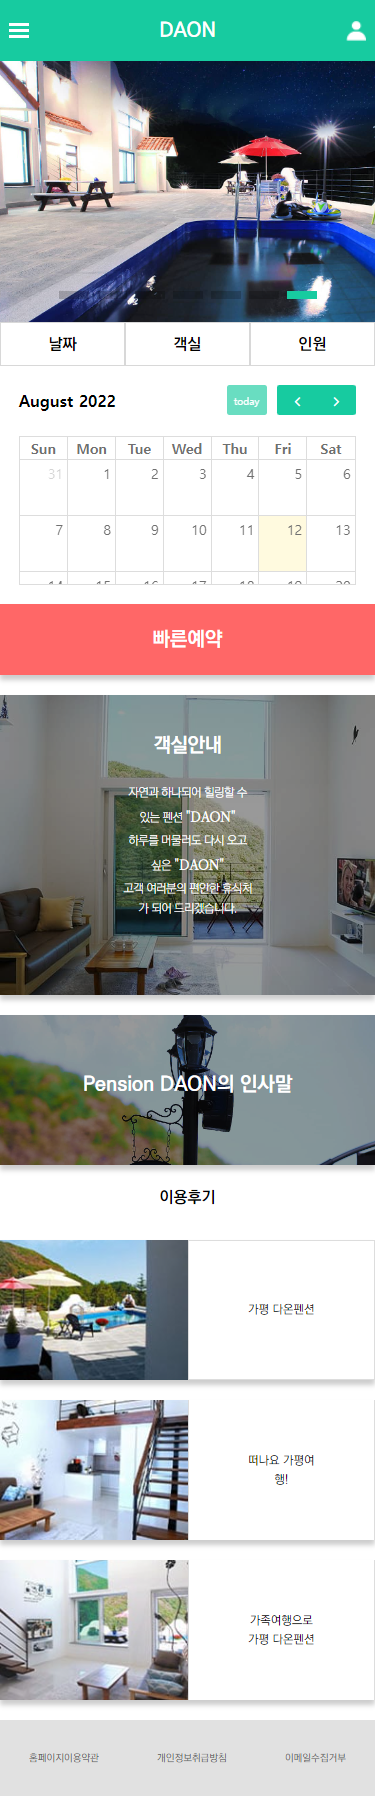 DAON
날짜 객실 인원
August 2022 today
Sun Mon Tue Wed Thu Fri Sat
31 1 2 3 4 5 6
7 8 9 10 11 12 13
14 15 16 17 18 19 20
빠른예약
객실안내
자연과 하나되어 힐링할 수
있는 펜션 "DAON"
하루를 머물러도 다시 오고
싶은 "DAON"
고객 여러분의 편안한 휴식처
가 되어 드리겠습니다.
Pension DAON의 인사말
이용후기
가평 다온펜션
떠나요 가평여
행!
가족여행으로
가평 다온펜션
홈페이지이용약관 개인정보취급방침 이메일수집거부